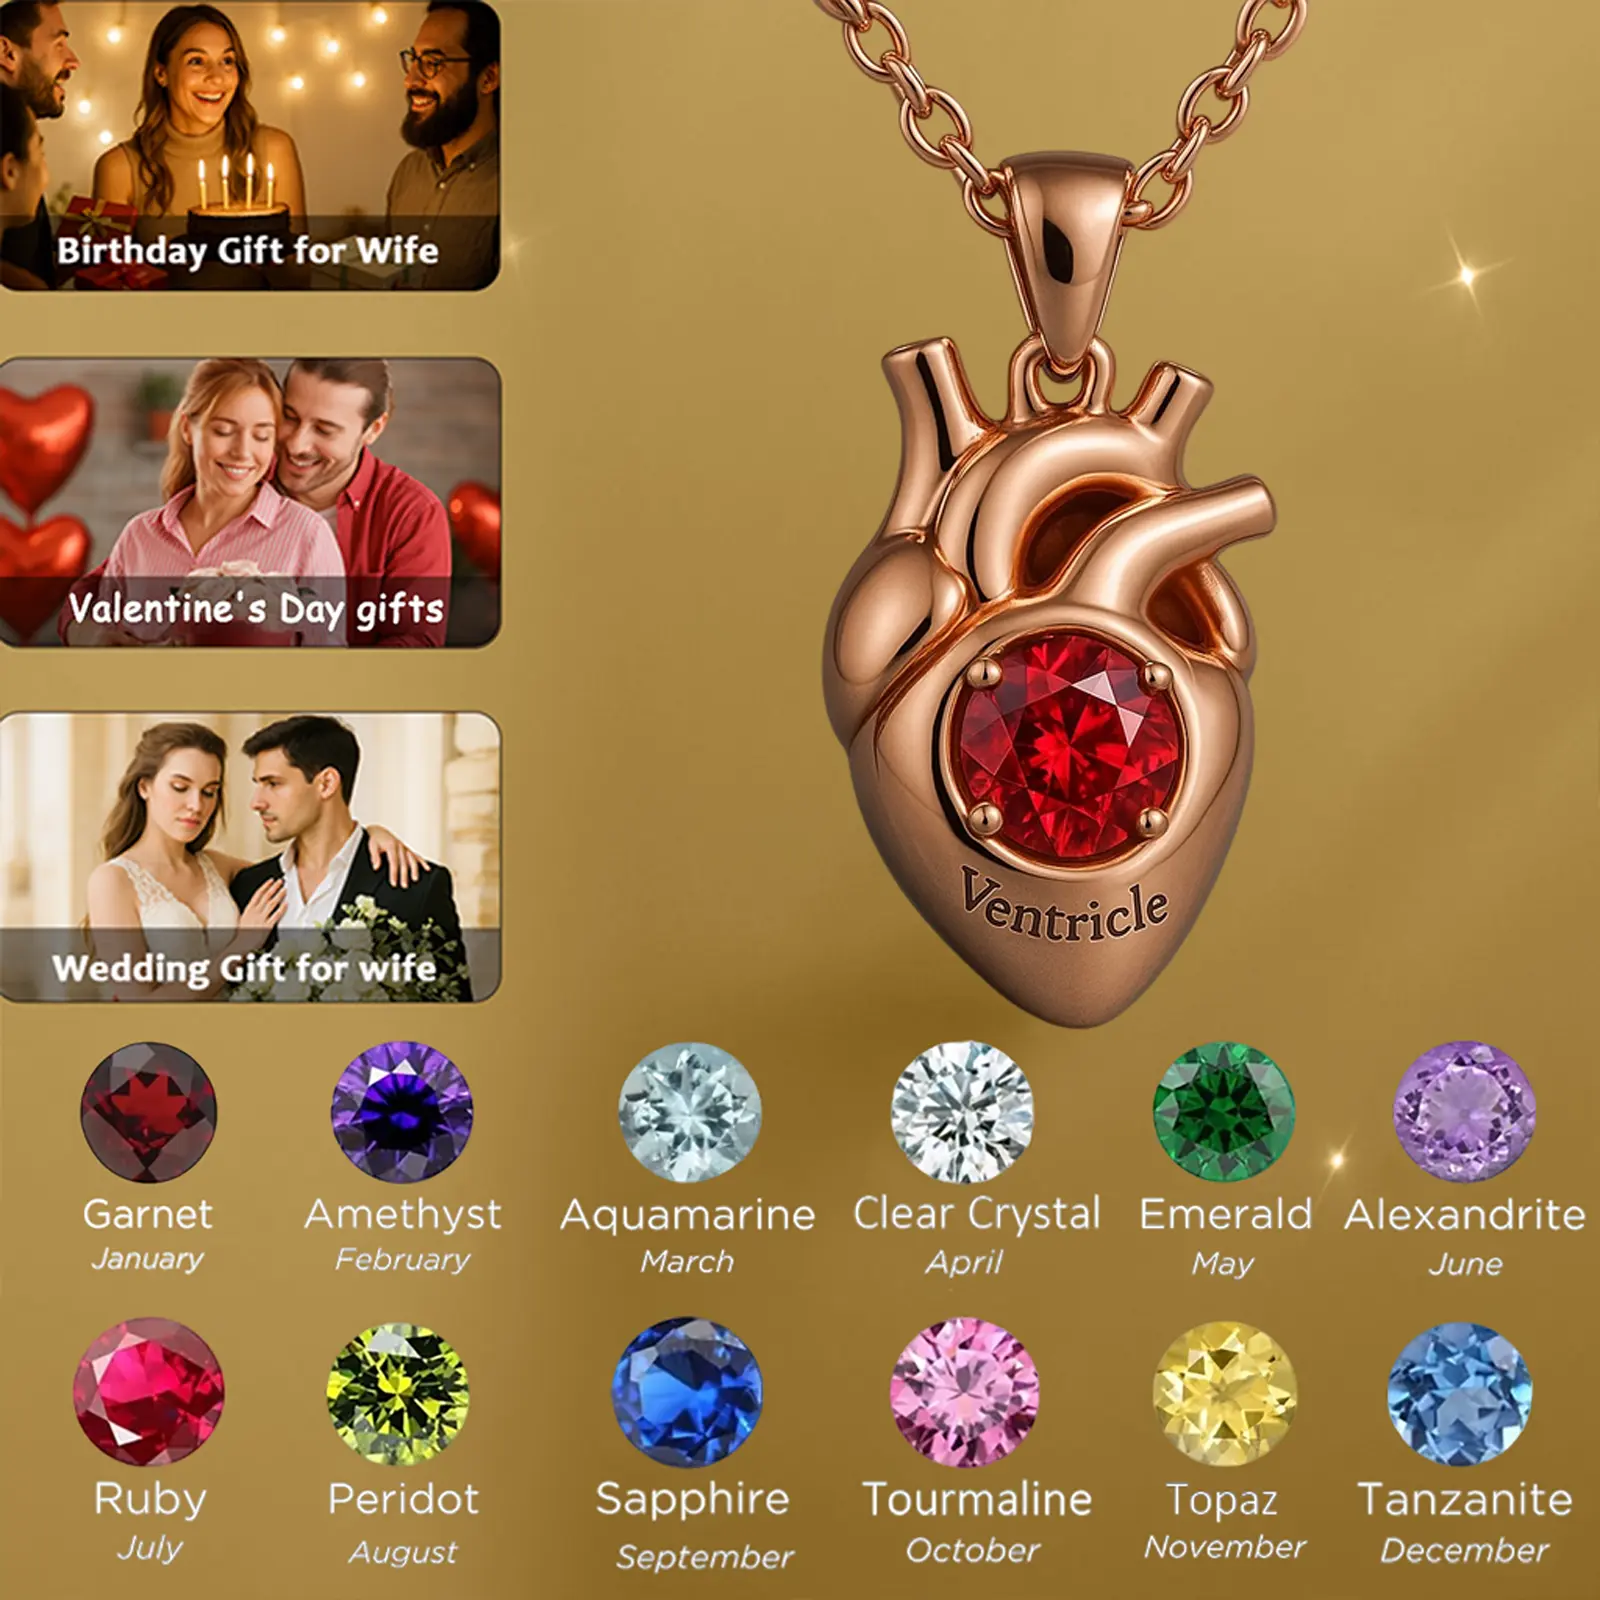 Birthday Gift for Wife
Valentine's Day gifts
Wedding Gift for wife
Ventricle
Garnet
January
Amethyst
February
Aquamarine
March
Clear Crystal
April
Emerald
May
Alexandrite
June
Ruby
July
Peridot
August
Sapphire
September
Tourmaline
October
Topaz
November
Tanzanite
December